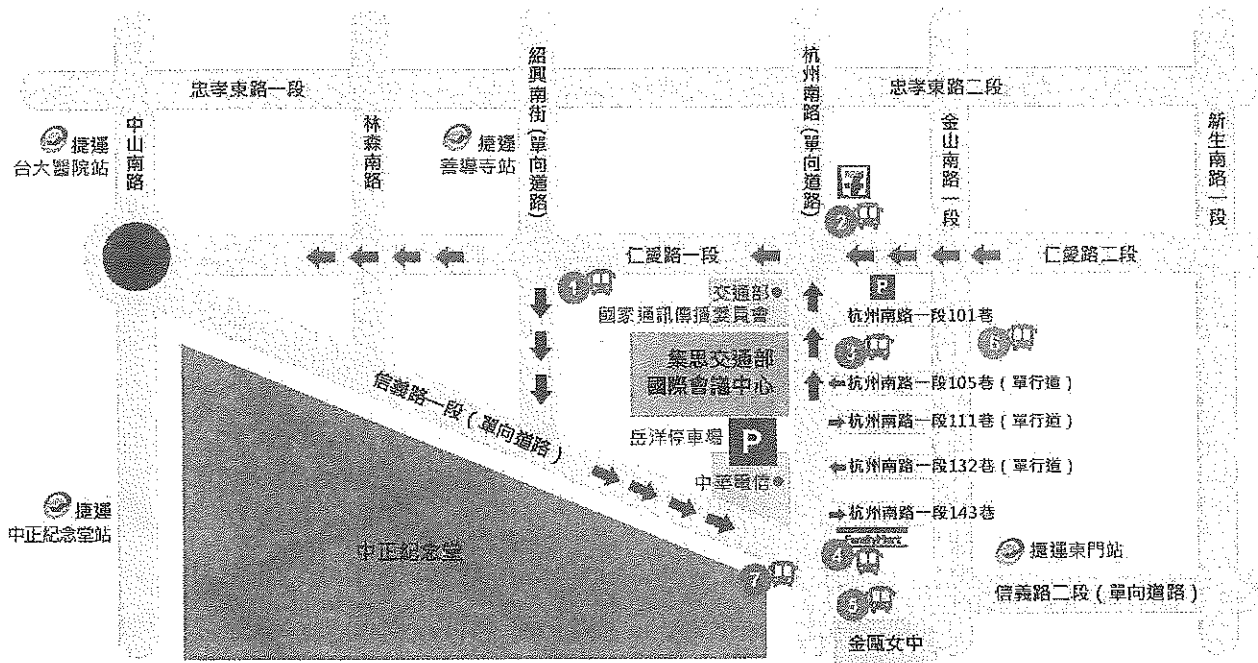 忠孝東路一段
紹興南街(單向道路)
杭州南路(單向道路)
忠孝東路二段
捷運
台大醫院站
中山南路
林森南路
捷運
善導寺站
金山南路一段
新生南路一段
7
2
仁愛路一段
仁愛路二段
1
交通部
國家通訊傳播委員會
P
杭州南路一段101巷
3
集思交通部
國際會議中心
杭州南路一段105巷(單行道)
杭州南路一段111巷(單行道)
信義路一段(單向道路)
岳洋停車場
P
杭州南路一段132巷(單行道)
中華電信
捷運
中正紀念堂站
杭州南路一段143巷
FamilyMart
中正紀念堂
4
捷運東門站
7
信義路二段(單向道路)
金甌女中